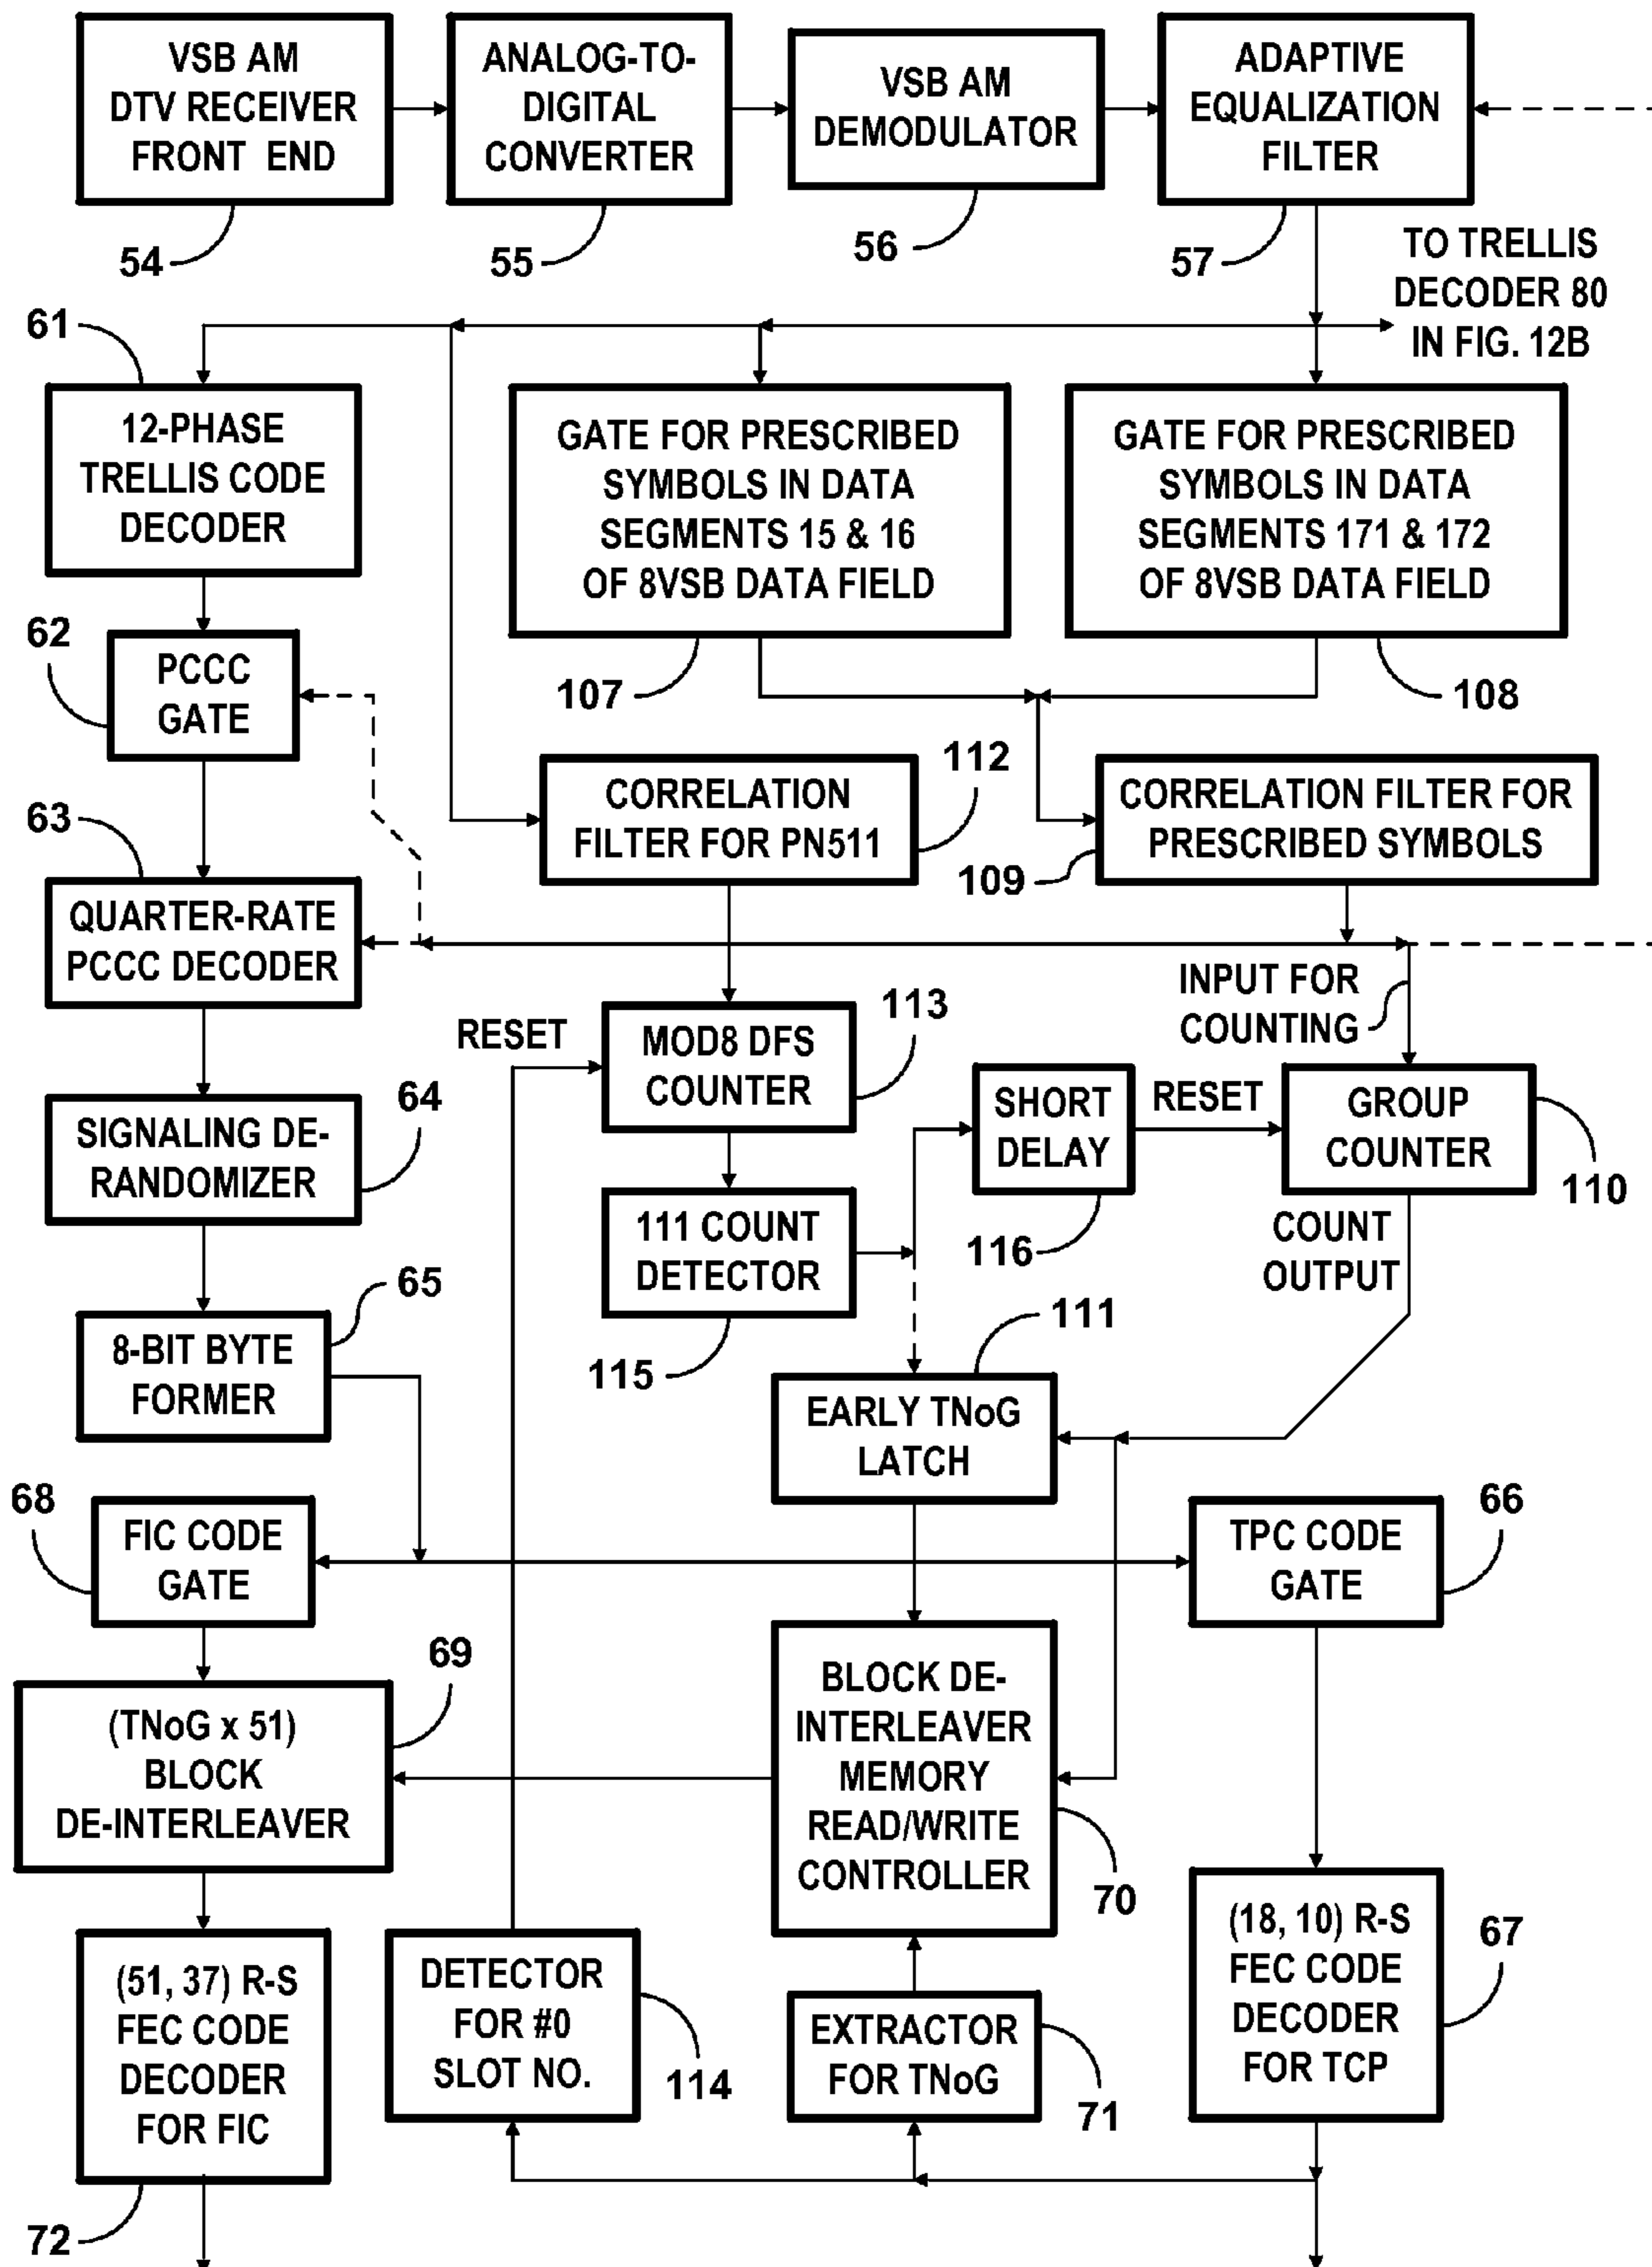 VSB AM
DTV RECEIVER
FRONT END
54
ANALOG-TO-
DIGITAL
CONVERTER
55
VSB AM
DEMODULATOR
56
ADAPTIVE
EQUALIZATION
FILTER
57
TO TRELLIS
DECODER 80
IN FIG. 12B
61
12-PHASE
TRELLIS CODE
DECODER
GATE FOR PRESCRIBED
SYMBOLS IN DATA
SEGMENTS 15 & 16
OF 8VSB DATA FIELD
107
GATE FOR PRESCRIBED
SYMBOLS IN DATA
SEGMENTS 171 & 172
OF 8VSB DATA FIELD
108
62
PCCC
GATE
CORRELATION
FILTER FOR PN511
112
CORRELATION FILTER FOR
PRESCRIBED SYMBOLS
109
63
QUARTER-RATE
PCCC DECODER
INPUT FOR
COUNTING
RESET
MOD8 DFS
COUNTER
113
SHORT
DELAY
116
RESET
GROUP
COUNTER
110
SIGNALING DE-
RANDOMIZER
64
111 COUNT
DETECTOR
115
COUNT
OUTPUT
8-BIT BYTE
FORMER
65
EARLY TNoG
LATCH
111
68
FIC CODE
GATE
TPC CODE
GATE
66
(TNoG x 51)
BLOCK
DE-INTERLEAVER
69
BLOCK DE-
INTERLEAVER
MEMORY
READ/WRITE
CONTROLLER
70
(51, 37) R-S
FEC CODE
DECODER
FOR FIC
72
DETECTOR
FOR #0
SLOT NO.
114
EXTRACTOR
FOR TNoG
71
(18, 10) R-S
FEC CODE
DECODER
FOR TCP
67